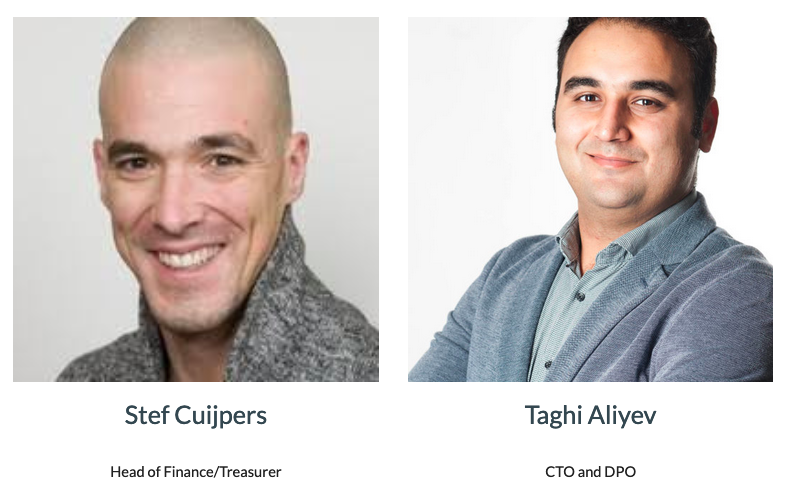 Stef Cuijpers
Taghi Aliyev
Head of Finance/Treasurer
CTO and DPO